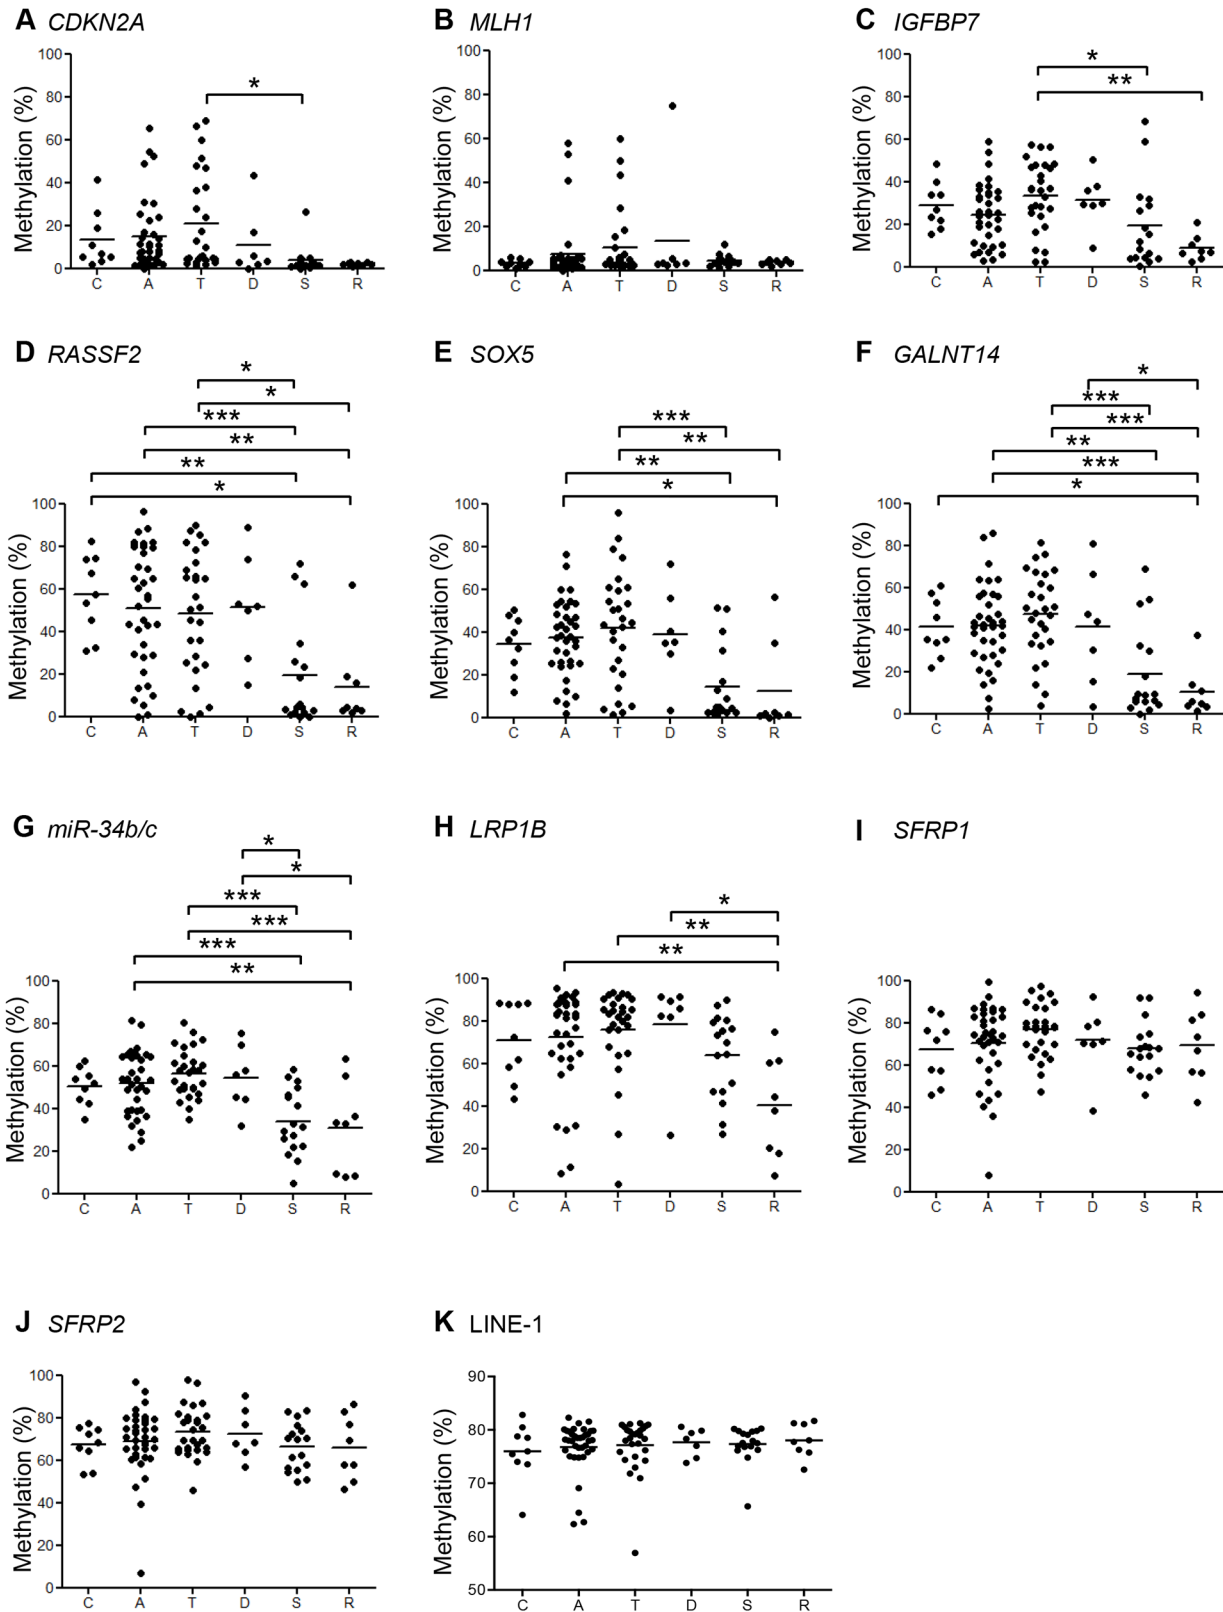 A CDKN2A
B MLH1
C IGFBP7
Methylation (%)
100
80
60
40
20
0
*
C A T D S R
Methylation (%)
100
80
60
40
20
0
C A T D S R
Methylation (%)
100
80
60
40
20
0
*
**
C A T D S R
D RASSF2
E SOX5
F GALNT14
*
*
***
**
**
*
Methylation (%)
100
80
60
40
20
0
C A T D S R
***
**
**
*
Methylation (%)
100
80
60
40
20
0
C A T D S R
*
***
***
**
***
*
Methylation (%)
100
80
60
40
20
0
C A T D S R
G miR-34b/c
H LRP1B
I SFRP1
*
*
***
***
***
**
Methylation (%)
100
80
60
40
20
0
C A T D S R
*
**
**
Methylation (%)
100
80
60
40
20
0
C A T D S R
Methylation (%)
100
80
60
40
20
0
C A T D S R
J SFRP2
K LINE-1
Methylation (%)
100
80
60
40
20
0
C A T D S R
Methylation (%)
90
80
70
60
50
C A T D S R